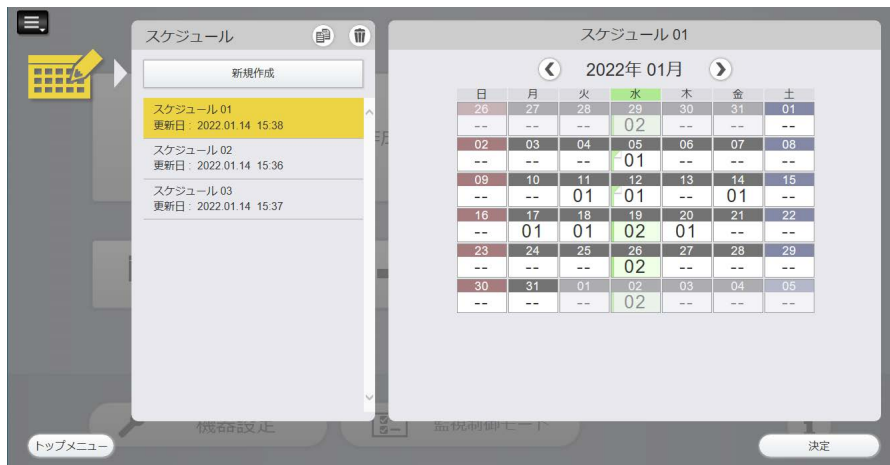 スケジュール
新規作成
スケジュール 01
更新日 : 2022.01.14 15:38
スケジュール 02
更新日 : 2022.01.14 15:36
スケジュール 03
更新日 : 2022.01.14 15:37
スケジュール 01
2022年 01月
日 月 火 水 木 金 土
26 27 28 29 30 31 01
-- -- -- 02 -- -- --
02 03 04 05 06 07 08
-- -- -- 01 -- -- --
09 10 11 12 13 14 15
-- -- 01 01 -- 01 --
16 17 18 19 20 21 22
-- 01 01 02 01 -- --
23 24 25 26 27 28 29
-- -- -- 02 -- -- --
30 31 01 02 03 04 05
-- -- -- 02 -- -- --
機器設定
監視制御モード
トップメニュー
決定